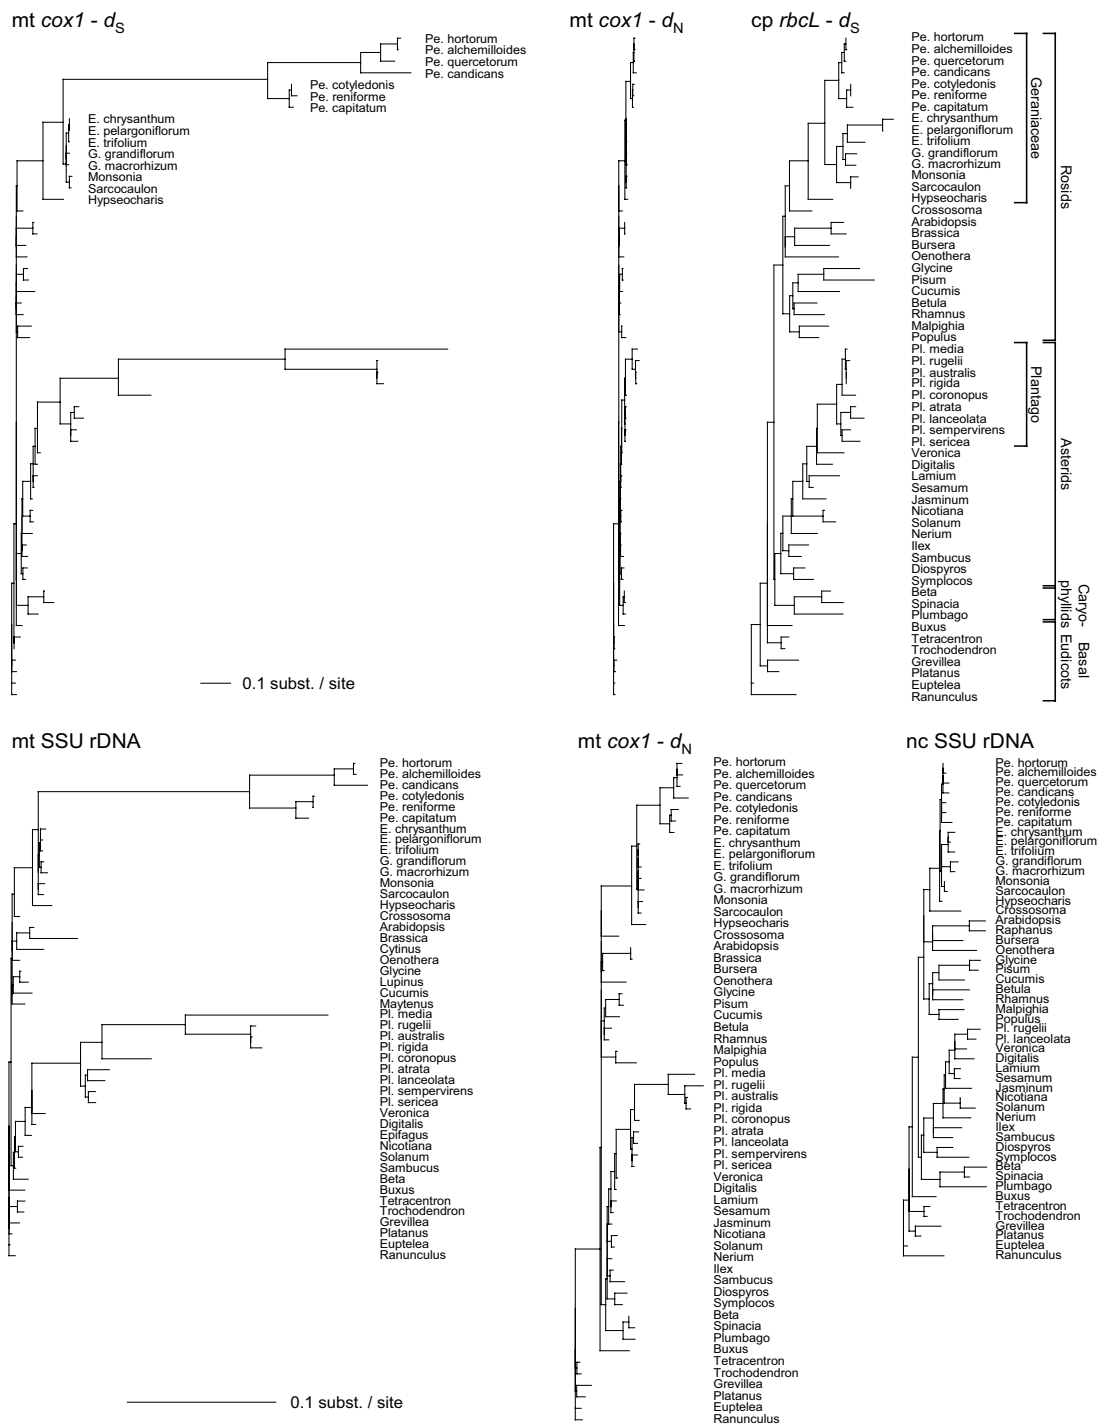 mt cox1 - dS
mt cox1 - dN
cp rbcL - dS
Pe. hortorum
Pe. alchemilloides
Pe. quercetorum
Pe. candicans
Pe. cotyledonis
Pe. reniforme
Pe. capitatum
E. chrysanthum
E. pelargoniflorum
E. trifolium
G. grandiflorum
G. macrorhizum
Monsonia
Sarcocaulon
Hypseocharis
0.1 subst. / site
Pe. hortorum
Pe. alchemilloides
Pe. quercetorum
Pe. candicans
Pe. cotyledonis
Pe. reniforme
Pe. capitatum
E. chrysanthum
E. pelargoniflorum
E. trifolium
G. grandiflorum
G. macrorhizum
Monsonia
Sarcocaulon
Hypseocharis
Crossosoma
Arabidopsis
Brassica
Bursera
Oenothera
Glycine
Pisum
Cucumis
Betula
Rhamnus
Malpighia
Populus
Pl. media
Pl. rugelii
Pl. australis
Pl. rigida
Pl. coronopus
Pl. atrata
Pl. lanceolata
Pl. sempervirens
Pl. sericea
Veronica
Digitalis
Lamium
Sesamum
Jasminum
Nicotiana
Solanum
Nerium
Ilex
Sambucus
Diospyros
Symplocos
Beta
Spinacia
Plumbago
Buxus
Tetracentron
Trochodendron
Grevillea
Platanus
Euptelea
Ranunculus
Geraniaceae
Rosids
Plantago
Asterids
Caryo-
phyllids
Basal
Eudicots
mt SSU rDNA
Pe. hortorum
Pe. alchemilloides
Pe. candicans
Pe. cotyledonis
Pe. reniforme
Pe. capitatum
E. chrysanthum
E. pelargoniflorum
E. trifolium
G. grandiflorum
G. macrorhizum
Monsonia
Sarcocaulon
Hypseocharis
Crossosoma
Arabidopsis
Brassica
Cytinus
Oenothera
Glycine
Lupinus
Cucumis
Maytenus
Pl. media
Pl. rugelii
Pl. australis
Pl. rigida
Pl. coronopus
Pl. atrata
Pl. lanceolata
Pl. sempervirens
Pl. sericea
Veronica
Digitalis
Epifagus
Nicotiana
Solanum
Sambucus
Beta
Buxus
Tetracentron
Trochodendron
Grevillea
Platanus
Euptelea
Ranunculus
0.1 subst. / site
mt cox1 - dN
Pe. hortorum
Pe. alchemilloides
Pe. quercetorum
Pe. candicans
Pe. cotyledonis
Pe. reniforme
Pe. capitatum
E. chrysanthum
E. pelargoniflorum
E. trifolium
G. grandiflorum
G. macrorhizum
Monsonia
Sarcocaulon
Hypseocharis
Crossosoma
Arabidopsis
Brassica
Bursera
Oenothera
Glycine
Pisum
Cucumis
Betula
Rhamnus
Malpighia
Populus
Pl. media
Pl. rugelii
Pl. australis
Pl. rigida
Pl. coronopus
Pl. atrata
Pl. lanceolata
Pl. sempervirens
Pl. sericea
Veronica
Digitalis
Lamium
Sesamum
Jasminum
Nicotiana
Solanum
Nerium
Ilex
Sambucus
Diospyros
Symplocos
Beta
Spinacia
Plumbago
Buxus
Tetracentron
Trochodendron
Grevillea
Platanus
Euptelea
Ranunculus
nc SSU rDNA
Pe. hortorum
Pe. alchemilloides
Pe. quercetorum
Pe. candicans
Pe. cotyledonis
Pe. reniforme
Pe. capitatum
E. chrysanthum
E. pelargoniflorum
E. trifolium
G. grandiflorum
G. macrorhizum
Monsonia
Sarcocaulon
Hypseocharis
Crossosoma
Arabidopsis
Raphanus
Bursera
Oenothera
Glycine
Pisum
Cucumis
Betula
Rhamnus
Malpighia
Populus
Pl. rugelii
Pl. lanceolata
Veronica
Digitalis
Lamium
Sesamum
Jasminum
Nicotiana
Solanum
Nerium
Ilex
Sambucus
Diospyros
Symplocos
Beta
Spinacia
Plumbago
Buxus
Tetracentron
Trochodendron
Grevillea
Platanus
Euptelea
Ranunculus